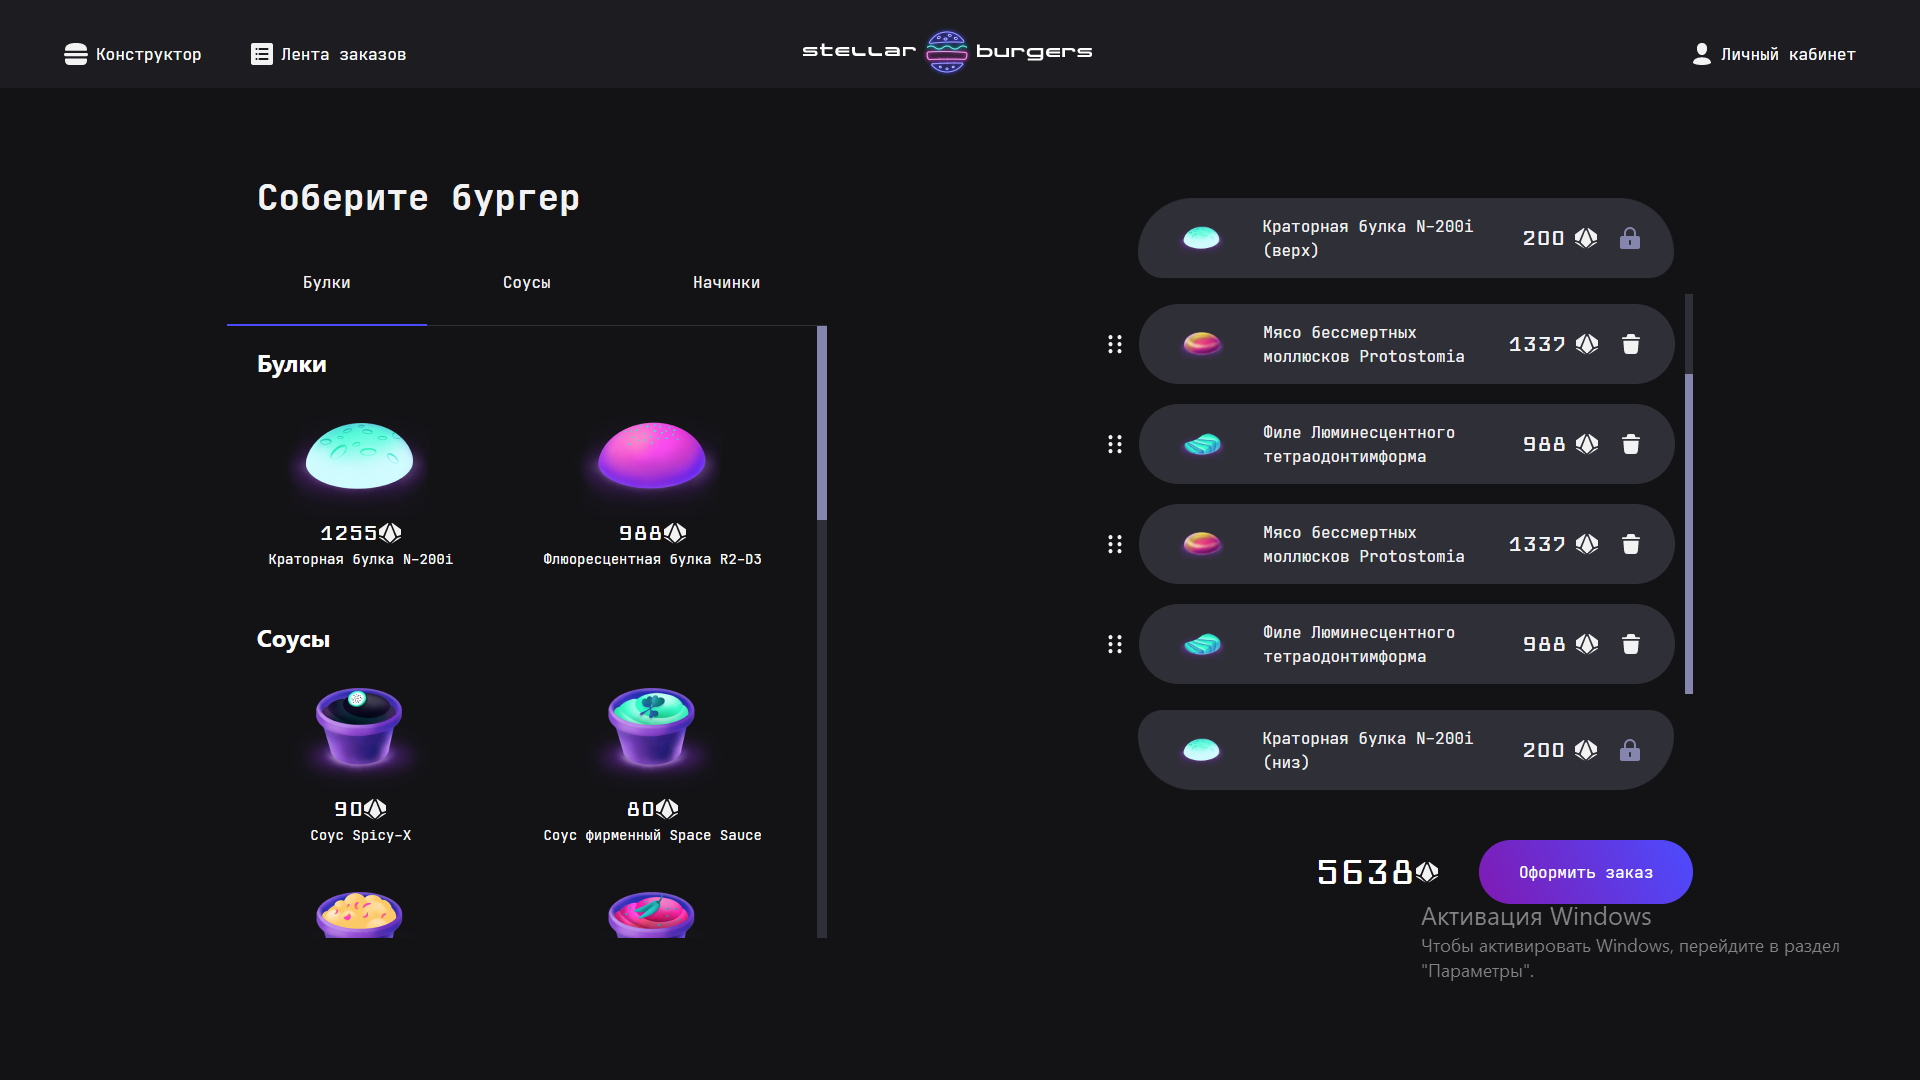 Конструктор
Лента заказов
stellar burgers
Личный кабинет
Соберите бургер
Булки
Соусы
Начинки
Булки
1255
Краторная булка N-200i
988
Флюоресцентная булка R2-D3
Соусы
90
Соус Spicy-X
80
Соус фирменный Space Sauce
Краторная булка N-200i
(верх)
200
Мясо бессмертных
моллюсков Protostomia
1337
Филе Люминесцентного
тетраодонтимформа
988
Мясо бессмертных
моллюсков Protostomia
1337
Филе Люминесцентного
тетраодонтимформа
988
Краторная булка N-200i
(низ)
200
5638
Оформить заказ
Активация Windows
Чтобы активировать Windows, перейдите в раздел
"Параметры".